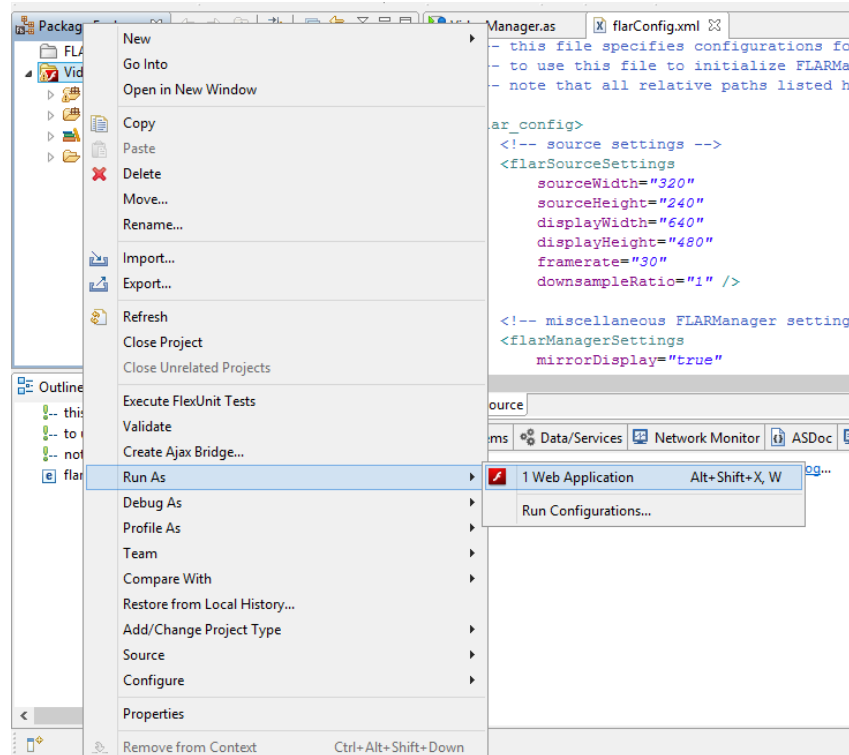 Packag
Manager.as
flarConfig.xml
FLA
Vid
-- this file specifies configurations fo
-- to use this file to initialize FLARMa
-- note that all relative paths listed h
ar_config>
<!-- source settings -->
<flarSourceSettings
sourceWidth="320"
sourceHeight="240"
displayWidth="640"
displayHeight="480"
framerate="30"
downsampleRatio="1" />
<!-- miscellaneous FLARManager setting
<flarManagerSettings
mirrorDisplay="true"
New
Go Into
Open in New Window
Copy
Paste
Delete
Move...
Rename...
Import...
Export...
Refresh
Close Project
Close Unrelated Projects
Execute FlexUnit Tests
Validate
Create Ajax Bridge...
Run As
Debug As
Profile As
Team
Compare With
Restore from Local History...
Add/Change Project Type
Source
Configure
Properties
Remove from Context Ctrl+Alt+Shift+Down
1 Web Application Alt+Shift+X, W
Run Configurations...
Outline
!-- this
!-- to u
!-- not
e flar
ource
ms Data/Services Network Monitor ASDoc
og...